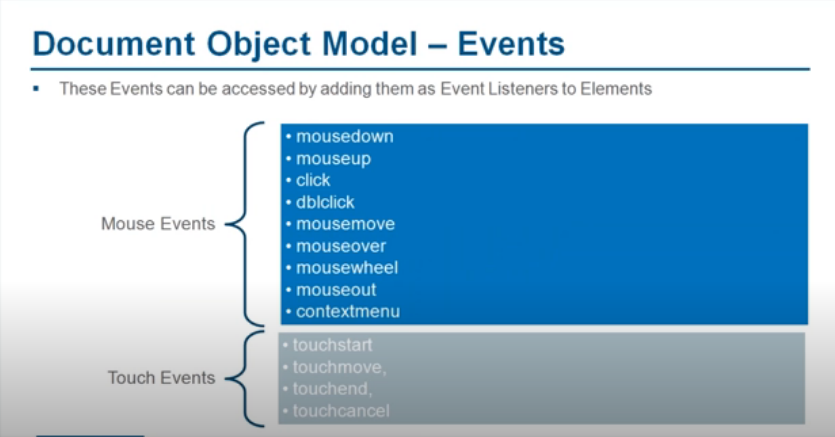 Document Object Model – Events
▪ These Events can be accessed by adding them as Event Listeners to Elements
Mouse Events
• mousedown
• mouseup
• click
• dblclick
• mousemove
• mouseover
• mousewheel
• mouseout
• contextmenu
Touch Events
• touchstart
• touchmove,
• touchend,
• touchcancel